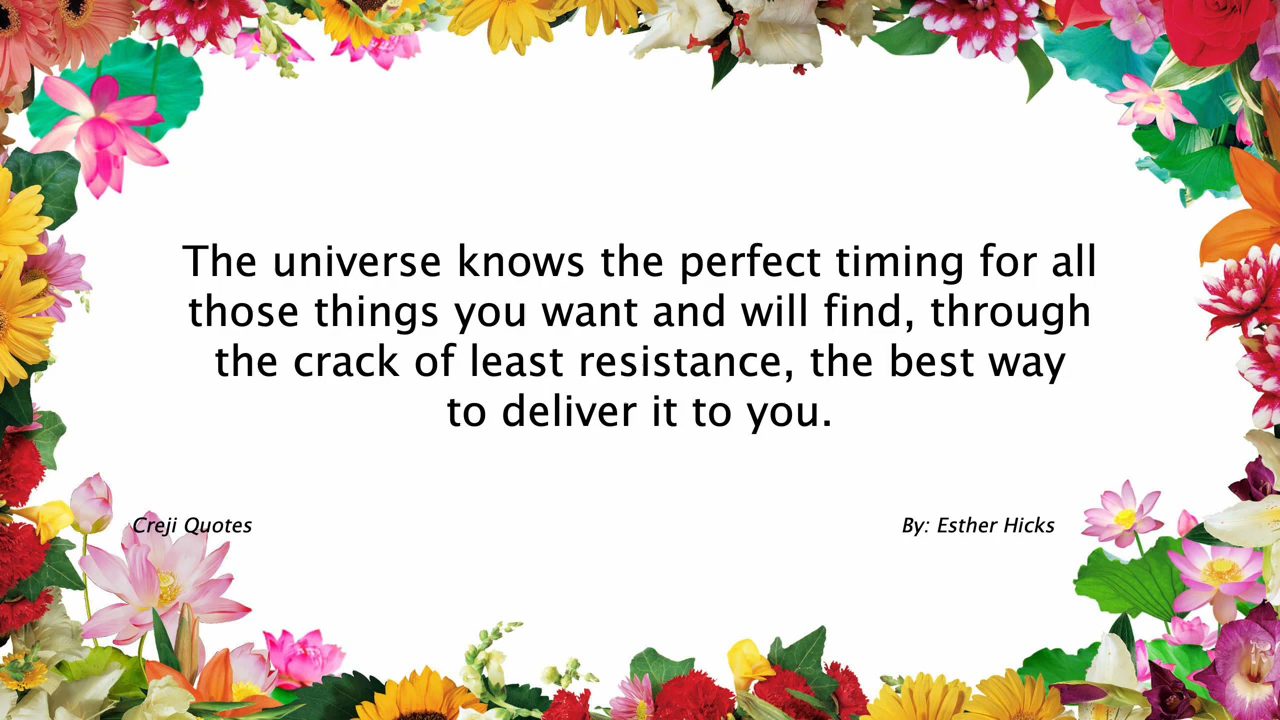 The universe knows the perfect timing for all
those things you want and will find, through
the crack of least resistance, the best way
to deliver it to you.
Creji Quotes
By: Esther Hicks